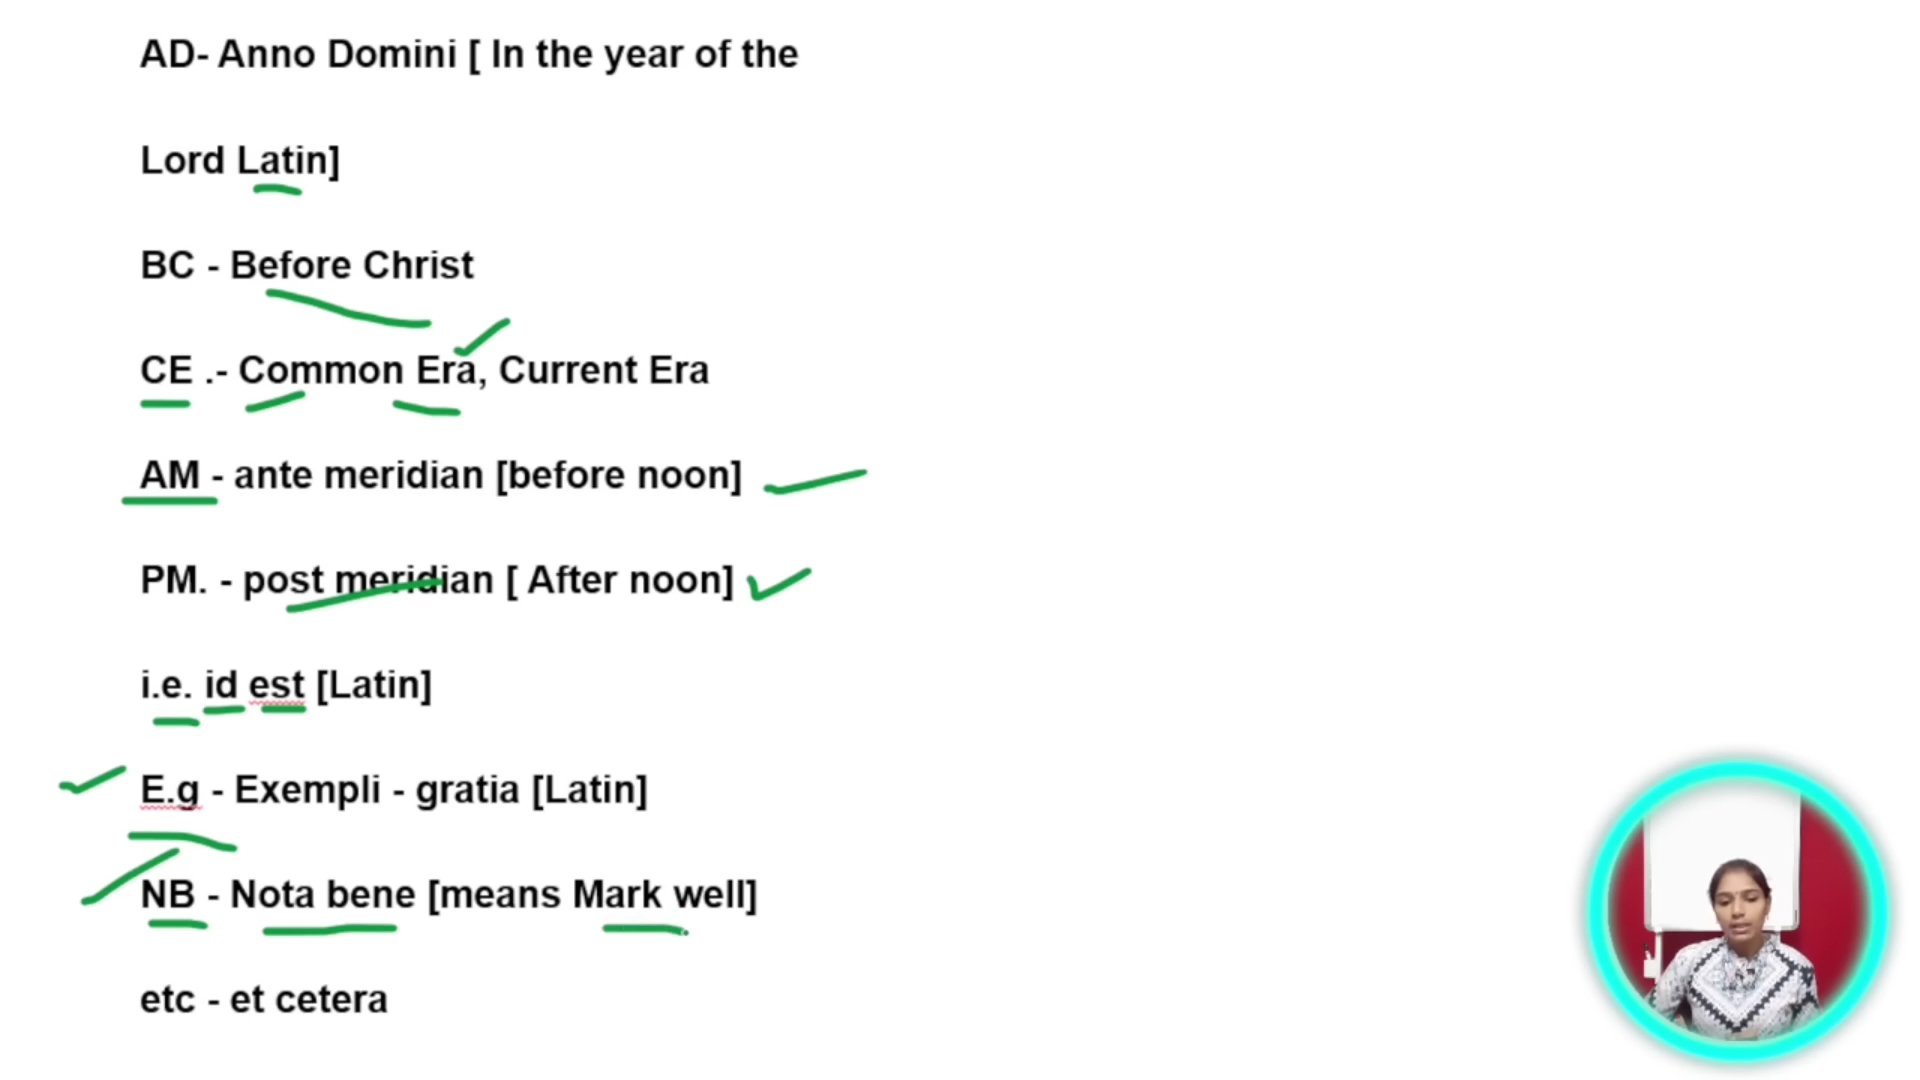 AD- Anno Domini [ In the year of the
Lord Latin]
BC - Before Christ
CE .- Common Era, Current Era
AM - ante meridian [before noon]
PM. - post meridian [ After noon]
i.e. id est [Latin]
E.g - Exempli - gratia [Latin]
NB - Nota bene [means Mark well]
etc - et cetera